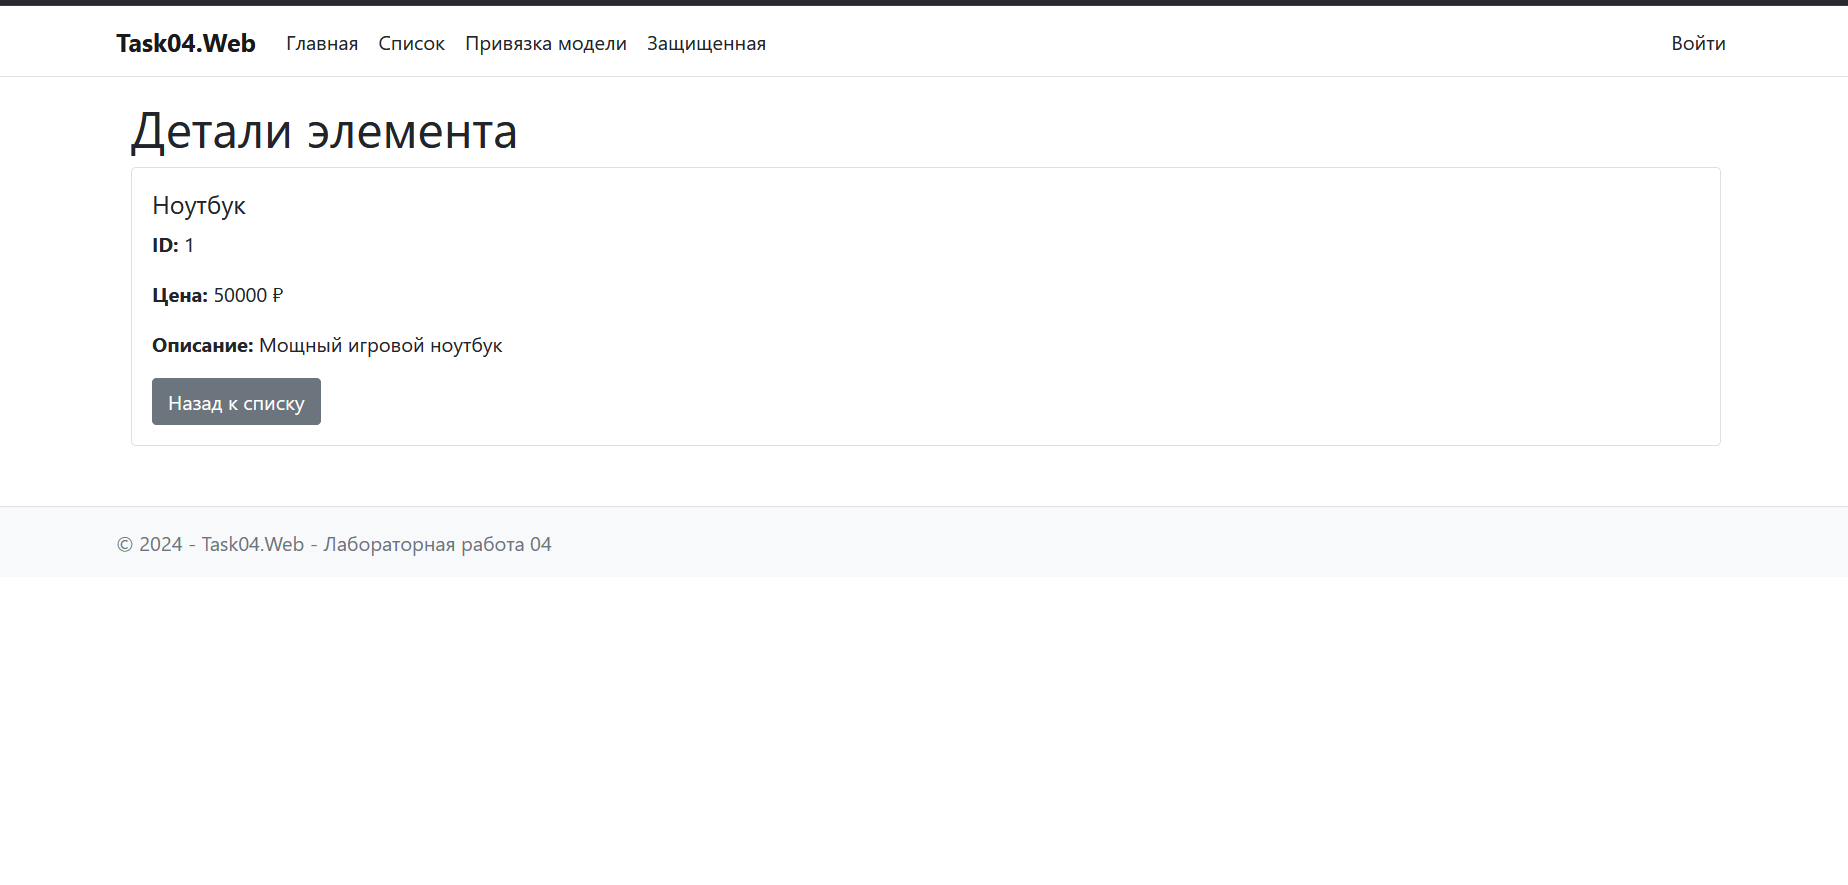 Task04.Web Главная Список Привязка модели Защищенная Войти
Детали элемента
Ноутбук
ID: 1
Цена: 50000 ₽
Описание: Мощный игровой ноутбук
Назад к списку
© 2024 - Task04.Web - Лабораторная работа 04